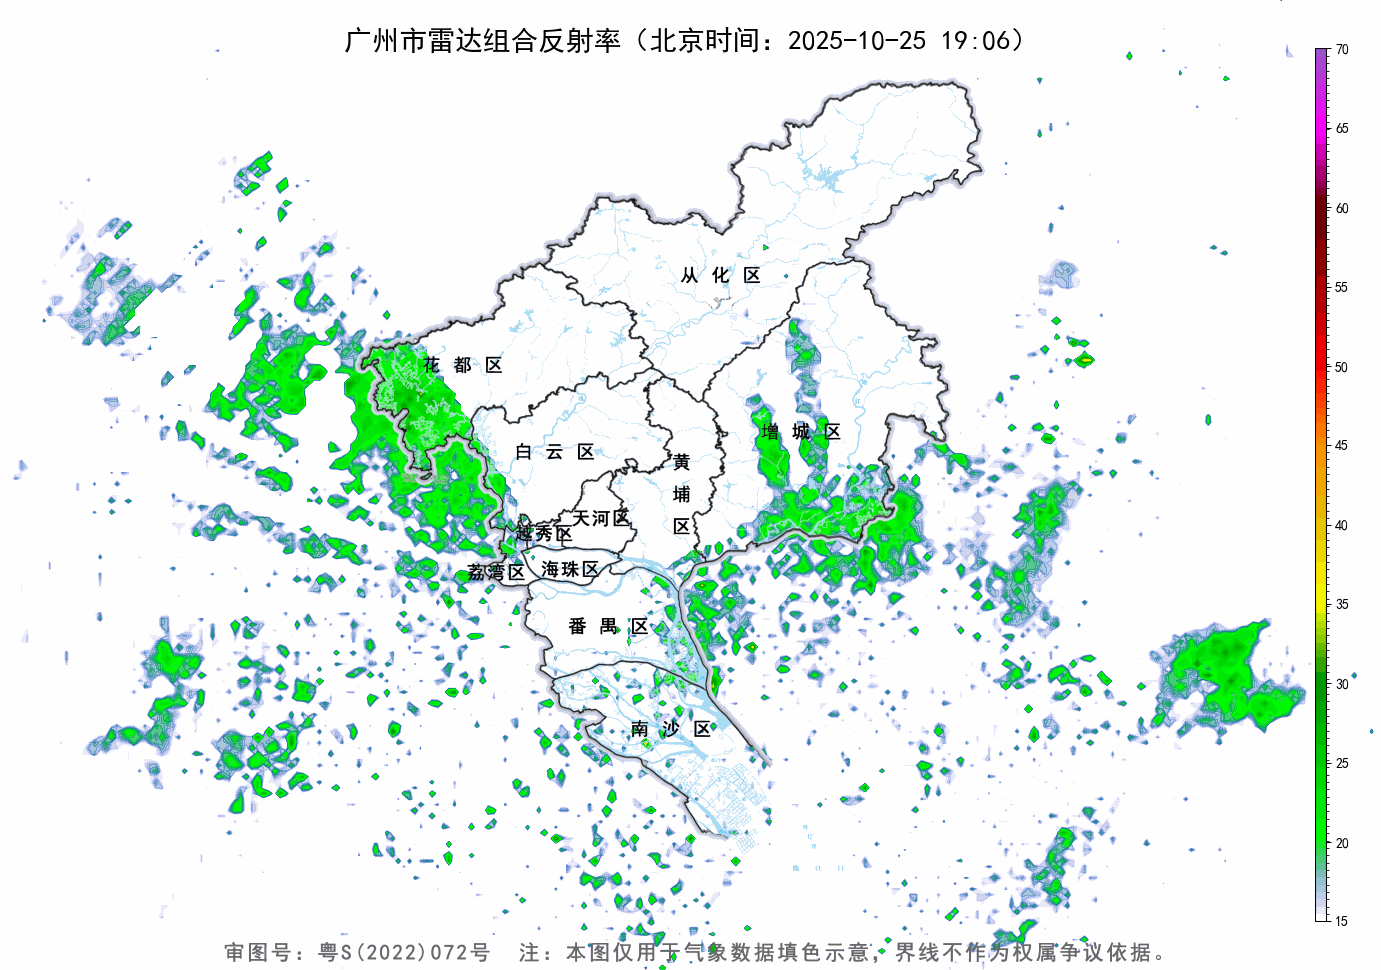 广州市雷达组合反射率（北京时间：2025-10-25 19:06）
70
65
60
55
50
45
40
35
30
25
20
15
从化区
花都区
增城区
白云区
黄埔区
天河区
越秀区
荔湾区
海珠区
番禺区
南沙区
审图号：粤S(2022)072号 注：本图仅用于气象数据填色示意，界线不作为权属争议依据。